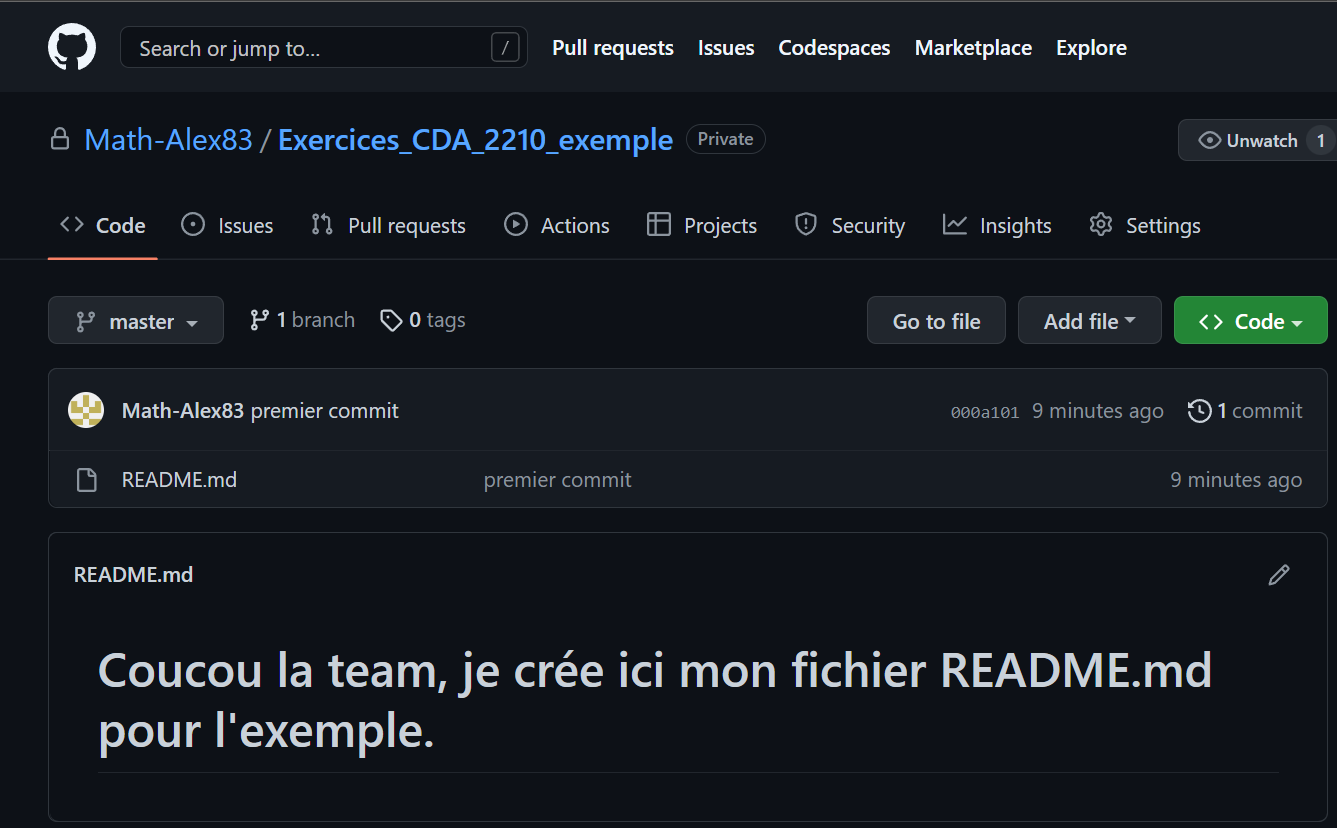 Search or jump to... /
Pull requests Issues Codespaces Marketplace Explore
Math-Alex83 / Exercices_CDA_2210_exemple Private
Unwatch 1
Code Issues Pull requests Actions Projects Security Insights Settings
master 1 branch 0 tags Go to file Add file Code
Math-Alex83 premier commit 000a101 9 minutes ago 1 commit
README.md premier commit 9 minutes ago
README.md
Coucou la team, je crée ici mon fichier README.md
pour l'exemple.